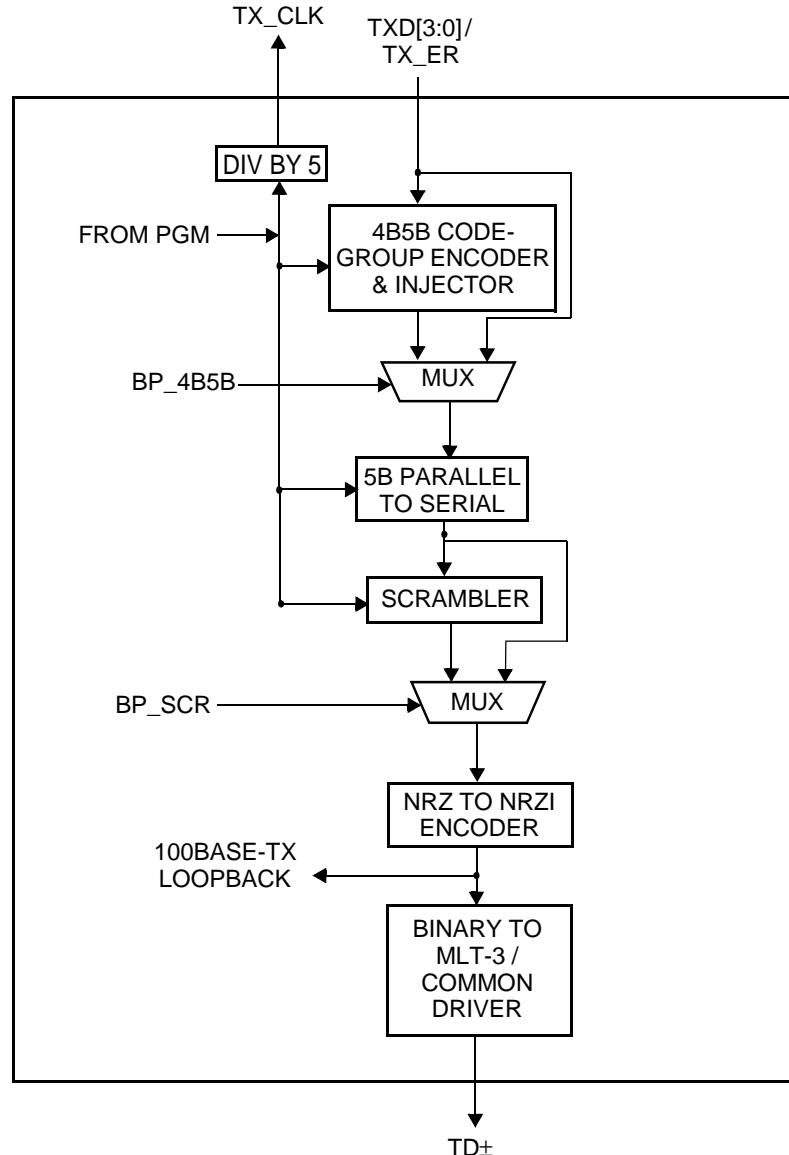 TX_CLK
TXD[3:0]/
TX_ER
DIV BY 5
FROM PGM
4B5B CODE-
GROUP ENCODER
& INJECTOR
BP_4B5B
MUX
5B PARALLEL
TO SERIAL
SCRAMBLER
BP_SCR
MUX
NRZ TO NRZI
ENCODER
100BASE-TX
LOOPBACK
BINARY TO
MLT-3 /
COMMON
DRIVER
TD±